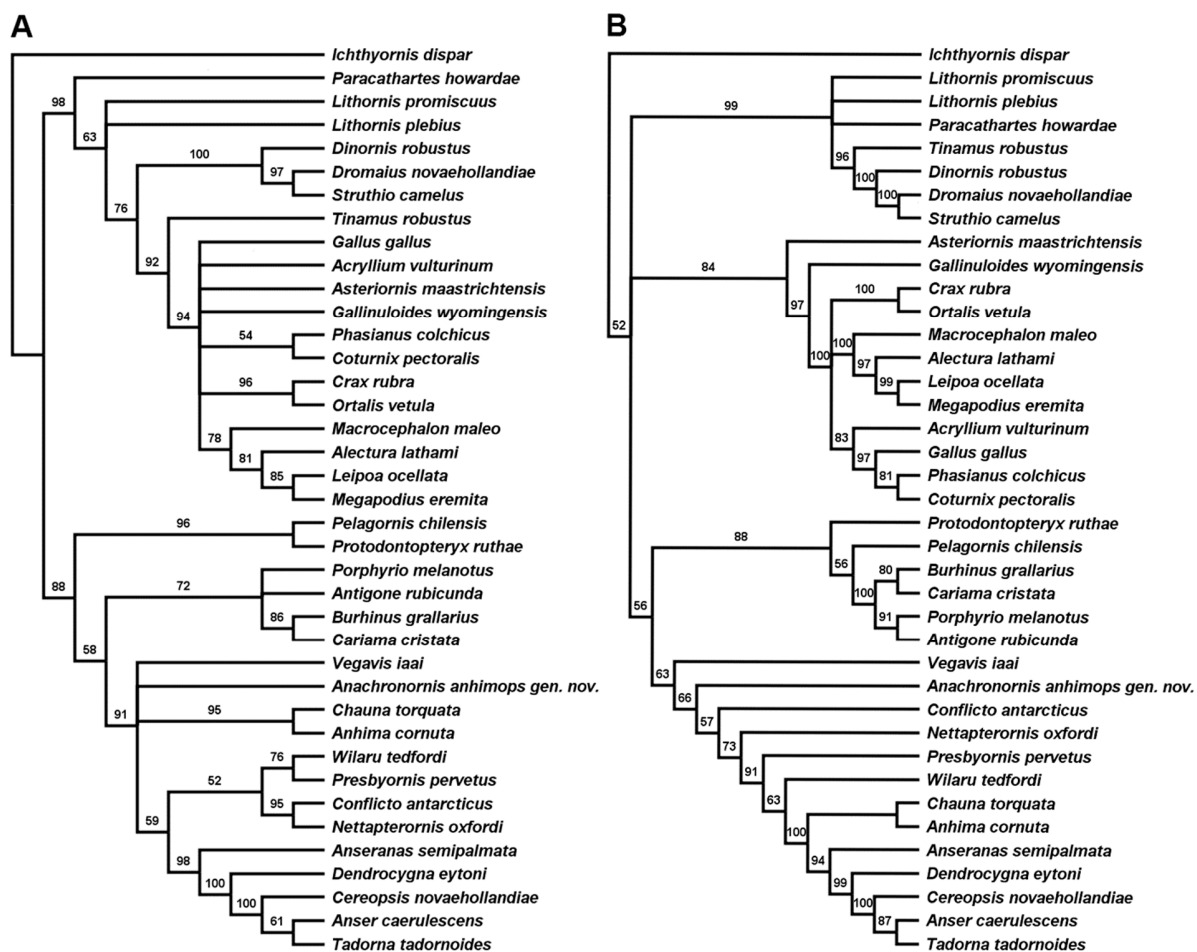 A
Ichthyornis dispar
Paracathartes howardae
98
Lithornis promiscuus
63
Lithornis plebius
Dinornis robustus
100
97
Dromaius novaehollandiae
Struthio camelus
76
Tinamus robustus
Gallus gallus
92
Acryllium vulturinum
Asteriornis maastrichtensis
Gallinuloides wyomingensis
94
54
Phasianus colchicus
Coturnix pectoralis
96
Crax rubra
Ortalis vetula
Macrocephalon maleo
78
81
Alectura lathami
85
Leipoa ocellata
Megapodius eremita
96
Pelagornis chilensis
Protodontopteryx ruthae
88
Porphyrio melanotus
72
Antigone rubicunda
86
Burhinus grallarius
Cariama cristata
58
Vegavis iaai
Anachronornis anhimops gen. nov.
91
95
Chauna torquata
Anhima cornuta
76
Wilaru tedfordi
Presbyornis pervetus
52
95
Conflicto antarcticus
Nettapterornis oxfordi
59
Anseranas semipalmata
98
Dendrocygna eytoni
100
Cereopsis novaehollandiae
100
61
Anser caerulescens
Tadorna tadornoides
B
Ichthyornis dispar
Lithornis promiscuus
99
Lithornis plebius
Paracathartes howardae
96
Tinamus robustus
100
Dinornis robustus
100
Dromaius novaehollandiae
Struthio camelus
Asteriornis maastrichtensis
84
Gallinuloides wyomingensis
97
100
Crax rubra
Ortalis vetula
52
100
100
Macrocephalon maleo
97
Alectura lathami
99
Leipoa ocellata
Megapodius eremita
Acryllium vulturinum
83
97
Gallus gallus
81
Phasianus colchicus
Coturnix pectoralis
Protodontopteryx ruthae
88
56
Pelagornis chilensis
80
Burhinus grallarius
100
Cariama cristata
91
Porphyrio melanotus
Antigone rubicunda
56
Vegavis iaai
63
Anachronornis anhimops gen. nov.
66
Conflicto antarcticus
57
Nettapterornis oxfordi
73
Presbyornis pervetus
91
Wilaru tedfordi
63
Chauna torquata
Anhima cornuta
100
Anseranas semipalmata
94
Dendrocygna eytoni
99
Cereopsis novaehollandiae
100
87
Anser caerulescens
Tadorna tadornoides